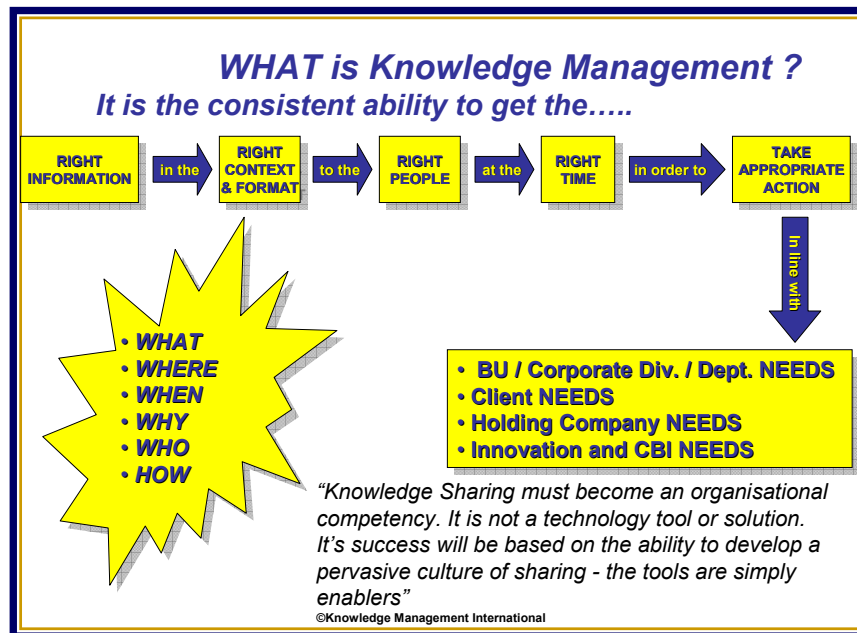 WHAT is Knowledge Management ?
It is the consistent ability to get the.....
RIGHT
INFORMATION
in the
RIGHT
CONTEXT
& FORMAT
to the
RIGHT
PEOPLE
at the
RIGHT
TIME
in order to
TAKE
APPROPRIATE
ACTION
In line with
• WHAT
• WHERE
• WHEN
• WHY
• WHO
• HOW
• BU / Corporate Div. / Dept. NEEDS
• Client NEEDS
• Holding Company NEEDS
• Innovation and CBI NEEDS
“Knowledge Sharing must become an organisational
competency. It is not a technology tool or solution.
It’s success will be based on the ability to develop a
pervasive culture of sharing - the tools are simply
enablers”
©Knowledge Management International